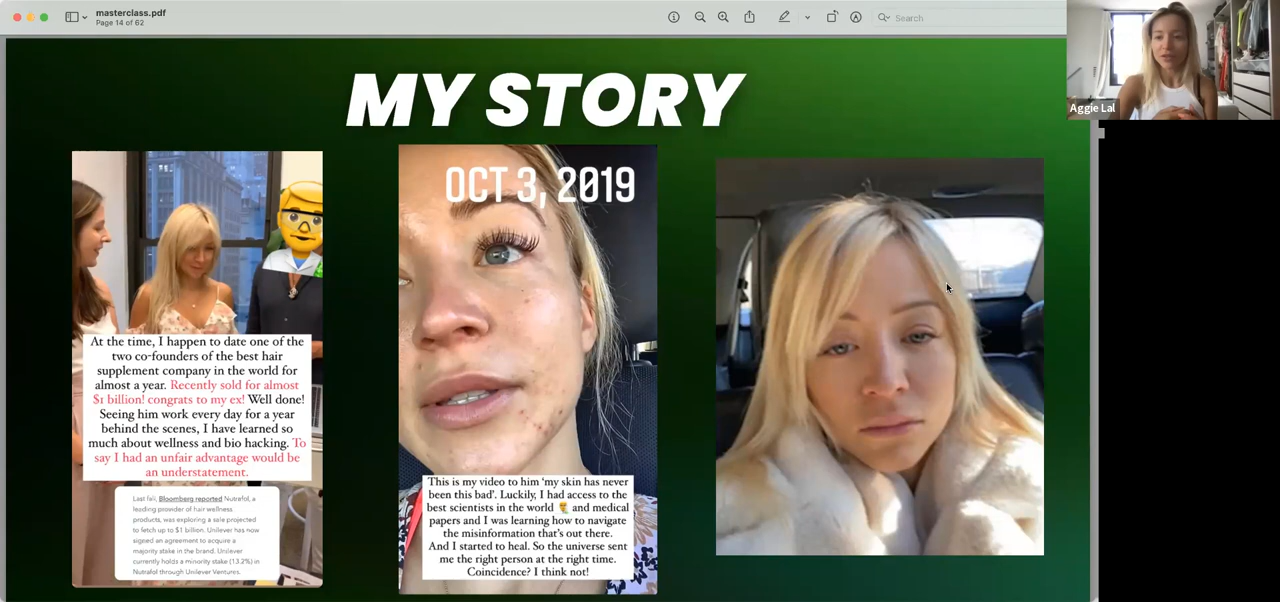 masterclass.pdf
Page 14 of 62
Search
Aggie Lal
MY STORY
At the time, I happen to date one of the
two co-founders of the best hair
supplement company in the world for
almost a year. Recently sold for almost
$1 billion! congrats to my ex! Well done!
Seeing him work every day for a year
behind the scenes, I have learned so
much about wellness and bio hacking. To
say I had an unfair advantage would be
an understatement.
Last fall, Bloomberg reported Nutrafol, a
leading provider of hair wellness
products, was exploring a sale projected
to fetch up to $1 billion. Unilever has now
signed an agreement to acquire a
majority stake in the brand. Unilever
currently holds a minority stake (13.2%) in
Nutrafol through Unilever Ventures.
OCT 3, 2019
This is my video to him 'my skin has never
been this bad'. Luckily, I had access to the
best scientists in the world and medical
papers and I was learning how to navigate
the misinformation that's out there.
And I started to heal. So the universe sent
me the right person at the right time.
Coincidence? I think not!